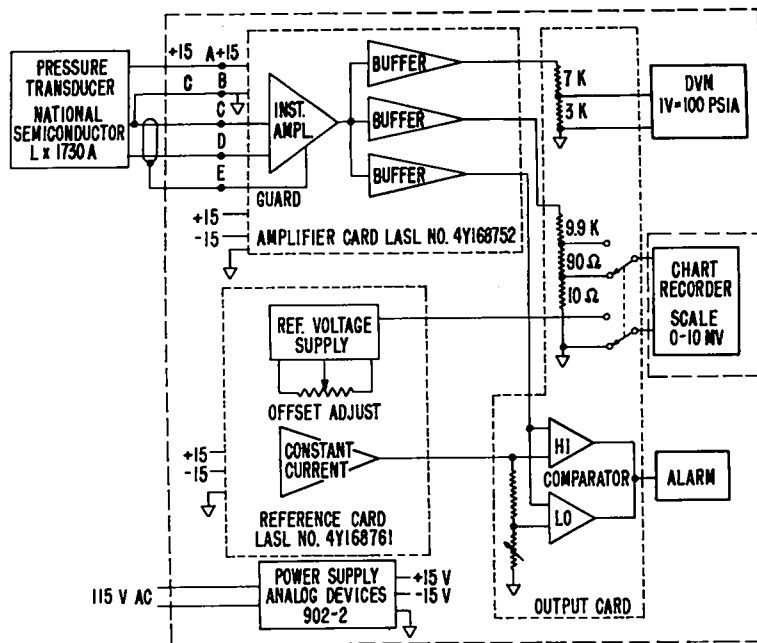 PRESSURE
TRANSDUCER
NATIONAL
SEMICONDUCTOR
L x 1730 A
+15
A+15
C
B
C
D
E
INST.
AMPL.
GUARD
BUFFER
BUFFER
BUFFER
+15
-15
AMPLIFIER CARD LASL NO. 4Y168752
7 K
3 K
DVM
1V=100 PSIA
9.9 K
90 Ω
10 Ω
CHART
RECORDER
SCALE
0-10 MV
REF. VOLTAGE
SUPPLY
OFFSET ADJUST
CONSTANT
CURRENT
+15
-15
REFERENCE CARD
LASL NO. 4Y168761
HI
COMPARATOR
LO
ALARM
115 V AC
POWER SUPPLY
ANALOG DEVICES
902-2
+15 V
-15 V
OUTPUT CARD